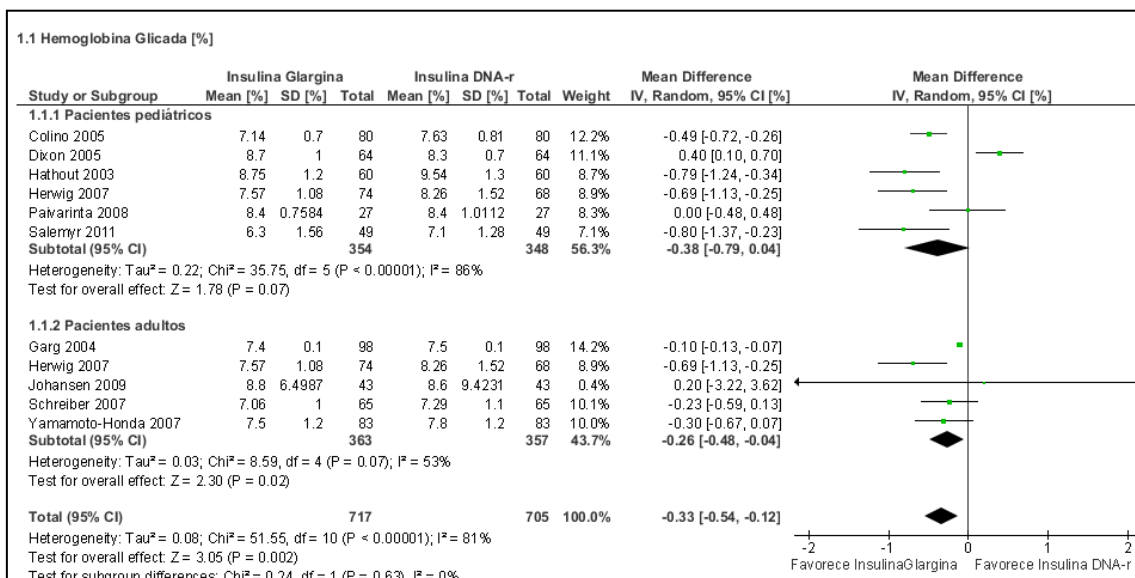 1.1 Hemoglobina Glicada [%]
Insulina Glargina Insulina DNA-r Mean Difference Mean Difference
Study or Subgroup Mean [%] SD [%] Total Mean [%] SD [%] Total Weight IV, Random, 95% CI [%] IV, Random, 95% CI [%]
1.1.1 Pacientes pediátricos
Colino 2005 7.14 0.7 80 7.63 0.81 80 12.2% -0.49 [-0.72, -0.26]
Dixon 2005 8.7 1 64 8.3 0.7 64 11.1% 0.40 [0.10, 0.70]
Hathout 2003 8.75 1.2 60 9.54 1.3 60 8.7% -0.79 [-1.24, -0.34]
Herwig 2007 7.57 1.08 74 8.26 1.52 68 8.9% -0.69 [-1.13, -0.25]
Paivarinta 2008 8.4 0.7584 27 8.4 1.0112 27 8.3% 0.00 [-0.48, 0.48]
Salemyr 2011 6.3 1.56 49 7.1 1.28 49 7.1% -0.80 [-1.37, -0.23]
Subtotal (95% CI) 354 348 56.3% -0.38 [-0.79, 0.04]
Heterogeneity: Tau² = 0.22; Chi² = 35.75, df = 5 (P < 0.00001); I² = 86%
Test for overall effect: Z = 1.78 (P = 0.07)
1.1.2 Pacientes adultos
Garg 2004 7.4 0.1 98 7.5 0.1 98 14.2% -0.10 [-0.13, -0.07]
Herwig 2007 7.57 1.08 74 8.26 1.52 68 8.9% -0.69 [-1.13, -0.25]
Johansen 2009 8.8 6.4987 43 8.6 9.4231 43 0.4% 0.20 [-3.22, 3.62]
Schreiber 2007 7.06 1 65 7.29 1.1 65 10.1% -0.23 [-0.59, 0.13]
Yamamoto-Honda 2007 7.5 1.2 83 7.8 1.2 83 10.0% -0.30 [-0.67, 0.07]
Subtotal (95% CI) 363 357 43.7% -0.26 [-0.48, -0.04]
Heterogeneity: Tau² = 0.03; Chi² = 8.59, df = 4 (P = 0.07); I² = 53%
Test for overall effect: Z = 2.30 (P = 0.02)
Total (95% CI) 717 705 100.0% -0.33 [-0.54, -0.12]
Heterogeneity: Tau² = 0.08; Chi² = 51.55, df = 10 (P < 0.00001); I² = 81%
Test for overall effect: Z = 3.05 (P = 0.002)
Test for subgroup differences: Chi² = 0.24, df = 1 (P = 0.63), I² = 0%
-2 -1 0 1 2
Favorece InsulinaGlargina Favorece Insulina DNA-r